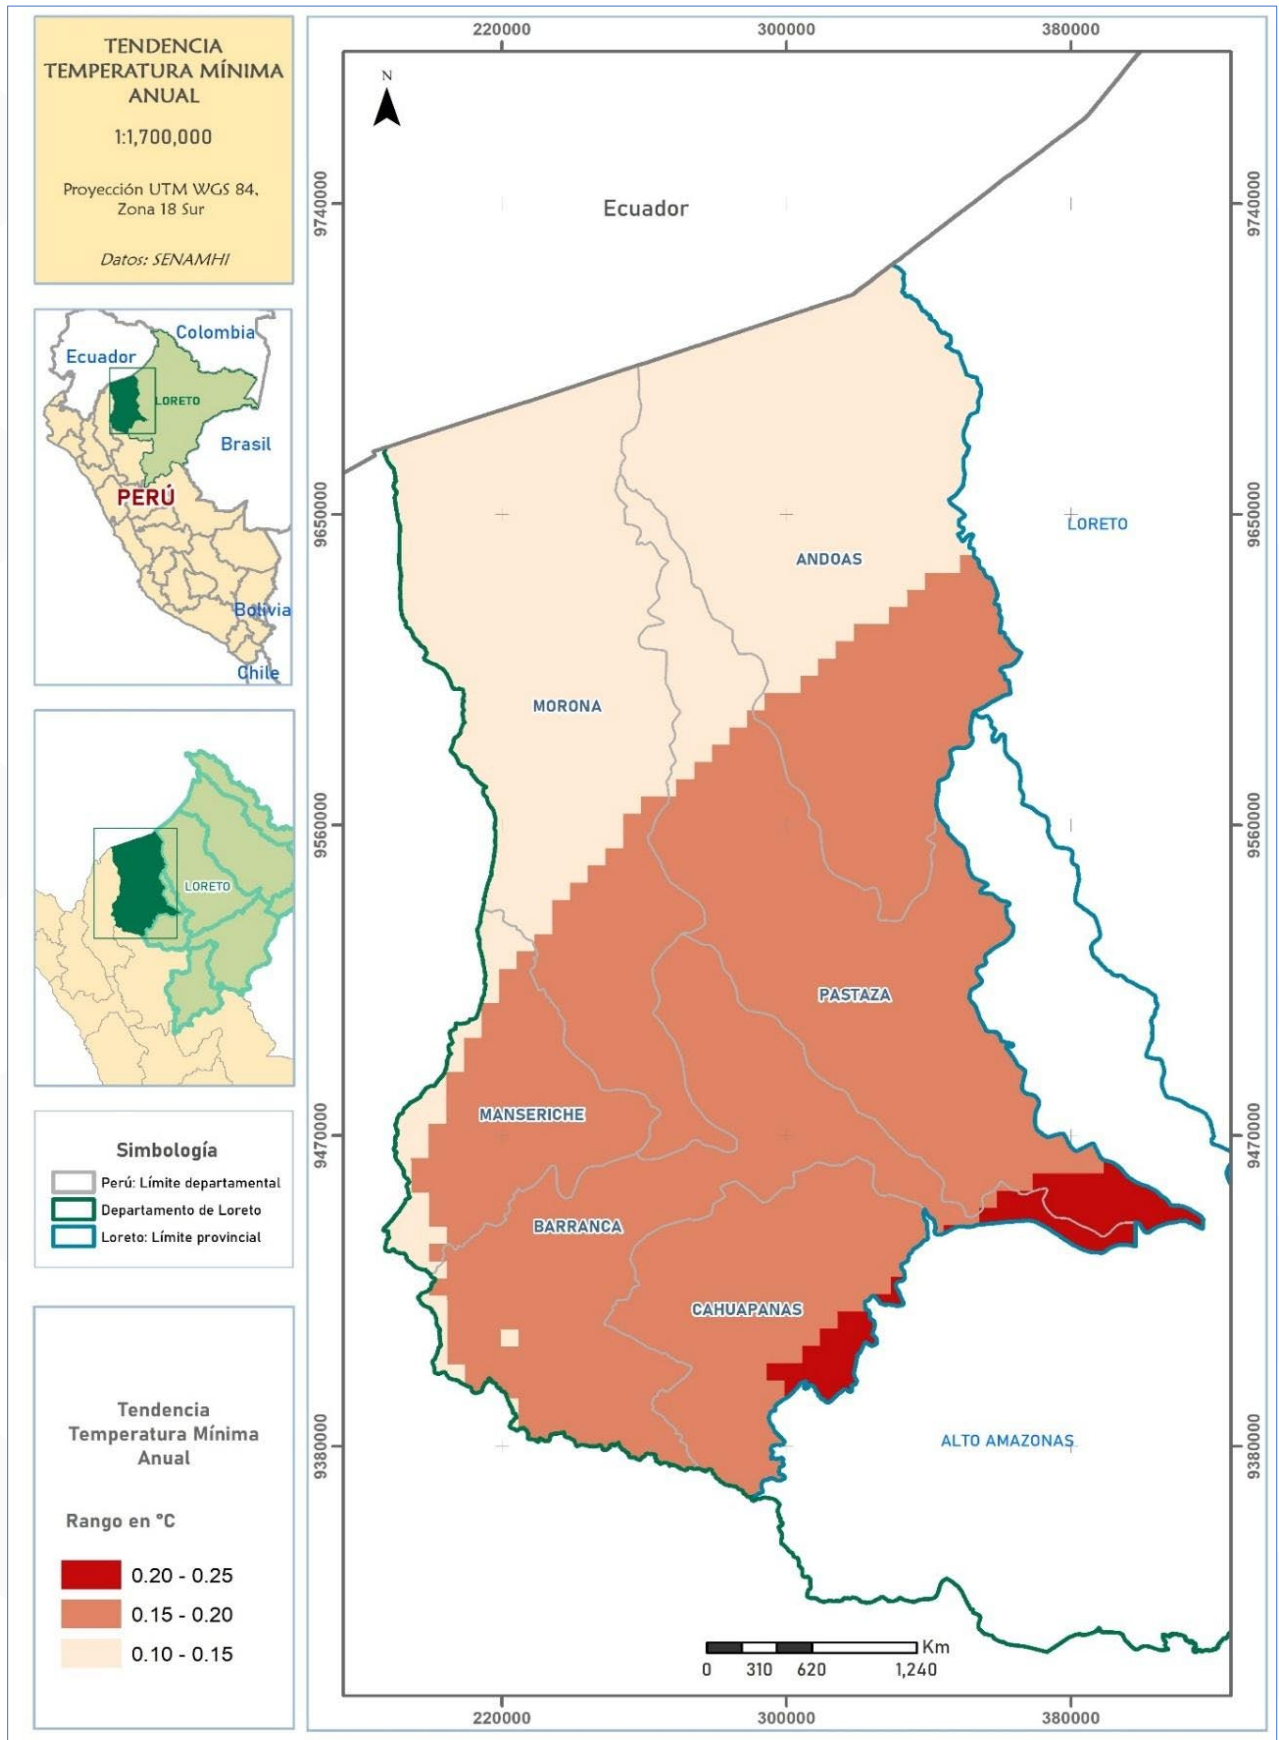 TENDENCIA
TEMPERATURA MÍNIMA
ANUAL
1:1,700,000
Proyección UTM WGS 84,
Zona 18 Sur
Datos: SENAMHI
Colombia
Ecuador
LORETO
Brasil
PERÚ
Bolivia
Chile
LORETO
Simbología
Perú: Límite departamental
Departamento de Loreto
Loreto: Límite provincial
Tendencia
Temperatura Mínima
Anual
Rango en °C
0.20 - 0.25
0.15 - 0.20
0.10 - 0.15
220000 300000 380000
N
Ecuador
9740000 9740000
9650000 9650000
LORETO
ANDOAS
MORONA
9560000 9560000
PASTAZA
MANSERICHE
9470000 9470000
BARRANCA
CAHUAPANAS
ALTO AMAZONAS
9380000 9380000
Km
0 310 620 1,240
220000 300000 380000